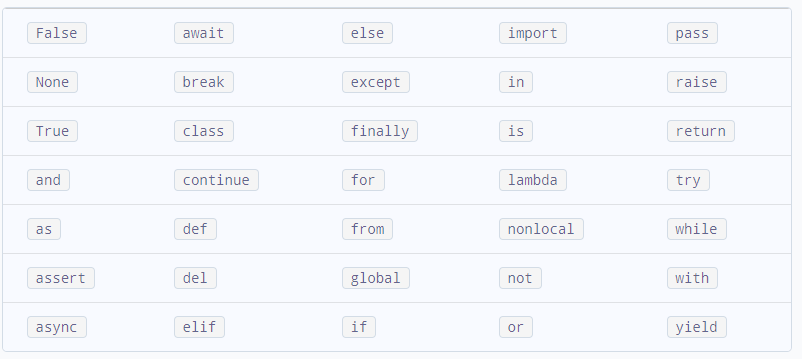 False await else import pass
None break except in raise
True class finally is return
and continue for lambda try
as def from nonlocal while
assert del global not with
async elif if or yield